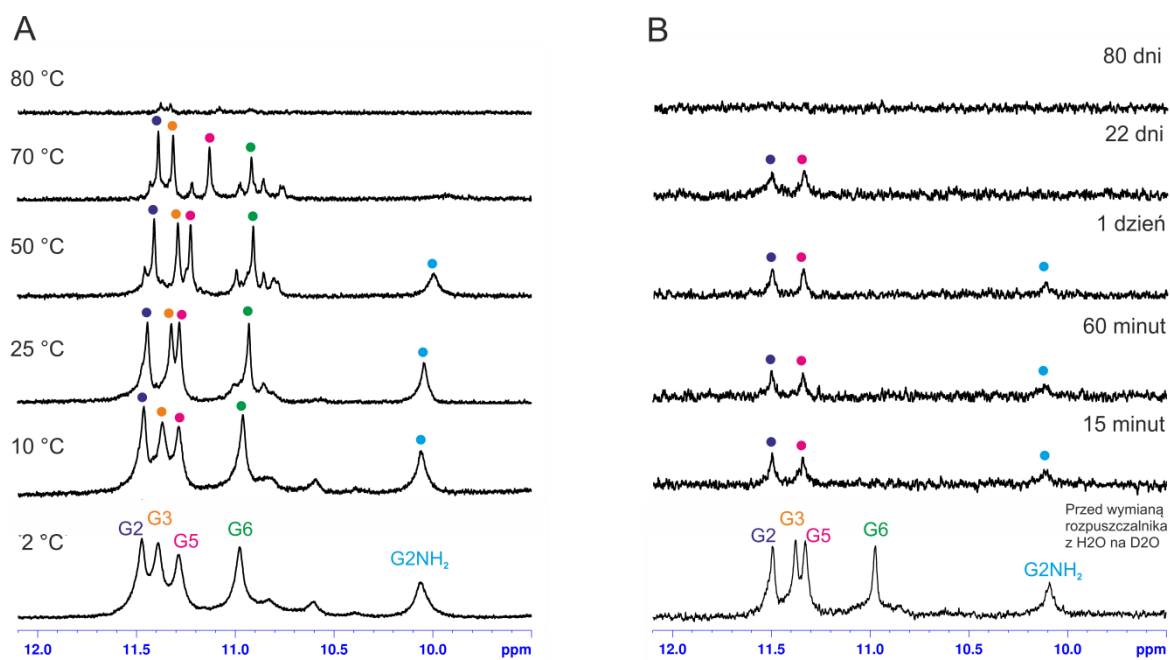 A
80 °C
70 °C
50 °C
25 °C
10 °C
2 °C
G2
G3
G5
G6
G2NH₂
12.0 11.5 11.0 10.5 10.0 ppm
B
80 dni
22 dni
1 dzień
60 minut
15 minut
Przed wymianą
rozpuszczalnika
z H2O na D2O
G2
G3
G5
G6
G2NH₂
12.0 11.5 11.0 10.5 10.0 ppm